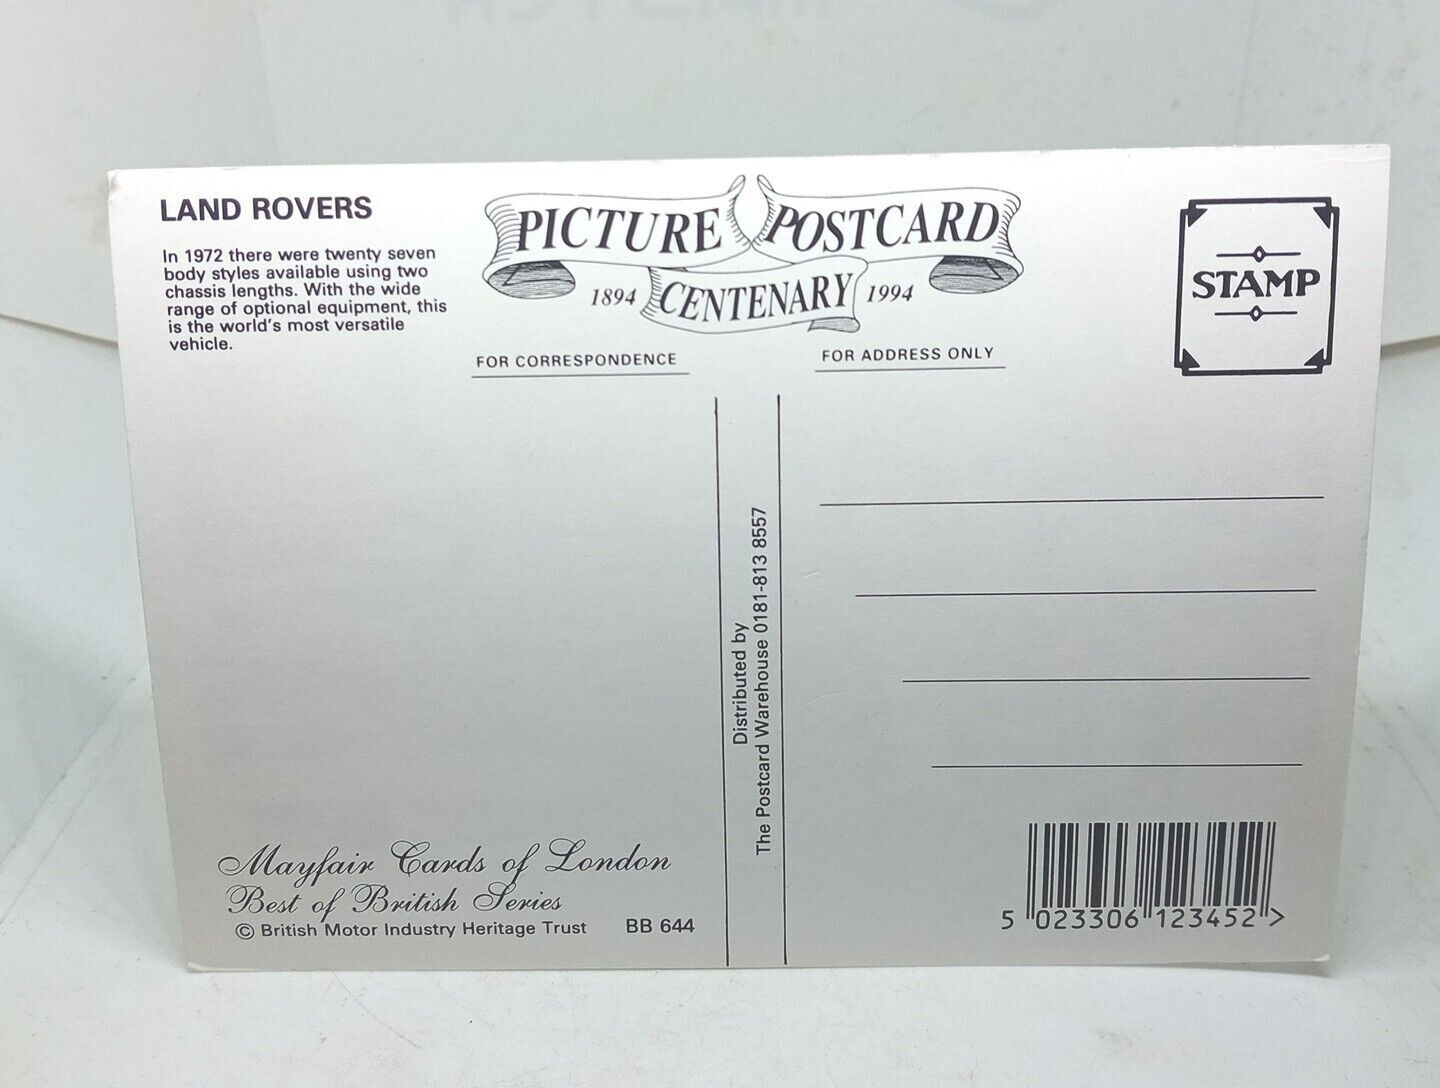 LAND ROVERS
In 1972 there were twenty seven
body styles available using two
chassis lengths. With the wide
range of optional equipment, this
is the world's most versatile
vehicle.
PICTURE POSTCARD
1894 CENTENARY 1994
STAMP
FOR CORRESPONDENCE
FOR ADDRESS ONLY
Distributed by
The Postcard Warehouse 0181-813 8557
Mayfair Cards of London
Best of British Series
© British Motor Industry Heritage Trust BB 644
5 023306 123452 >